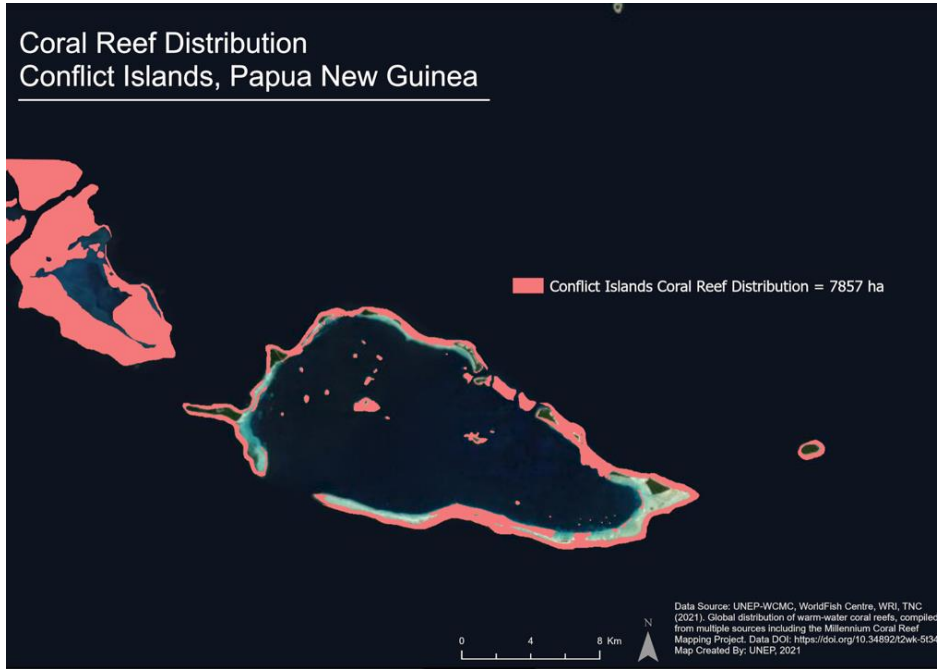 Coral Reef Distribution
Conflict Islands, Papua New Guinea
Conflict Islands Coral Reef Distribution = 7857 ha
N
0 4 8 Km
Data Source: UNEP-WCMC, WorldFish Centre, WRI, TNC
(2021). Global distribution of warm-water coral reefs, compiled
from multiple sources including the Millennium Coral Reef
Mapping Project. Data DOI: https://doi.org/10.34892/t2wk-5t34
Map Created By: UNEP, 2021